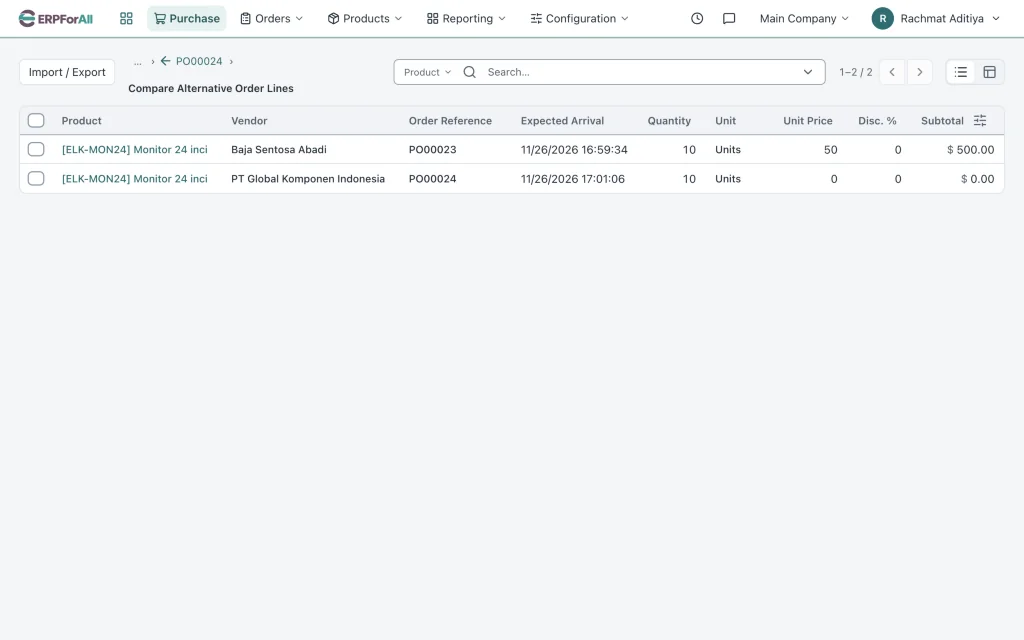 ERPForAll Purchase Orders Products Reporting Configuration Main Company R Rachmat Aditiya
Import / Export ... › PO00024 › Product Search... 1–2 / 2
Compare Alternative Order Lines
Product Vendor Order Reference Expected Arrival Quantity Unit Unit Price Disc. % Subtotal
[ELK-MON24] Monitor 24 inci Baja Sentosa Abadi PO00023 11/26/2026 16:59:34 10 Units 50 0 $ 500.00
[ELK-MON24] Monitor 24 inci PT Global Komponen Indonesia PO00024 11/26/2026 17:01:06 10 Units 0 0 $ 0.00